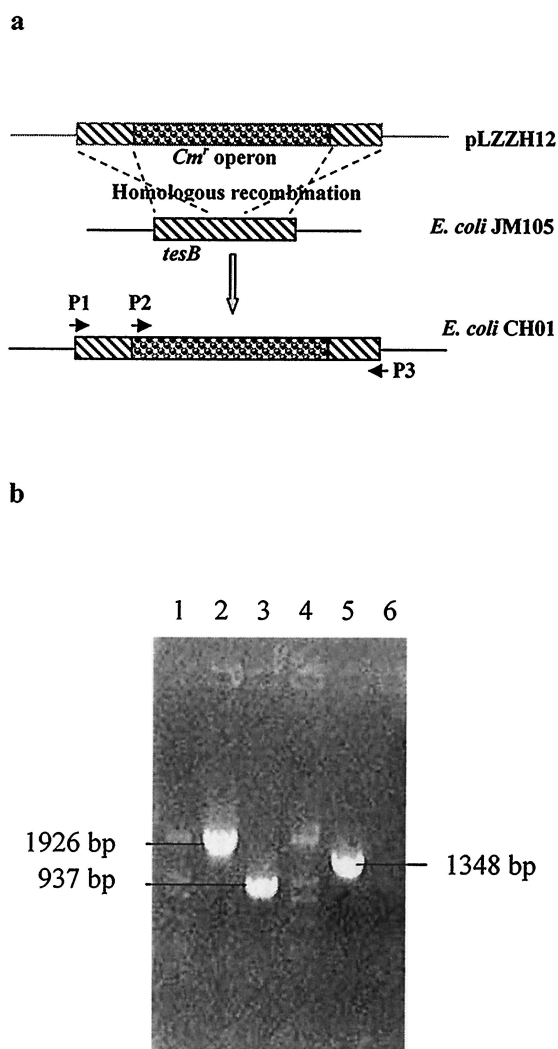 a
pLZZH12
Cmʳ operon
Homologous recombination
E. coli JM105
tesB
P1 P2
E. coli CH01
P3
b
1 2 3 4 5 6
1926 bp
937 bp
1348 bp